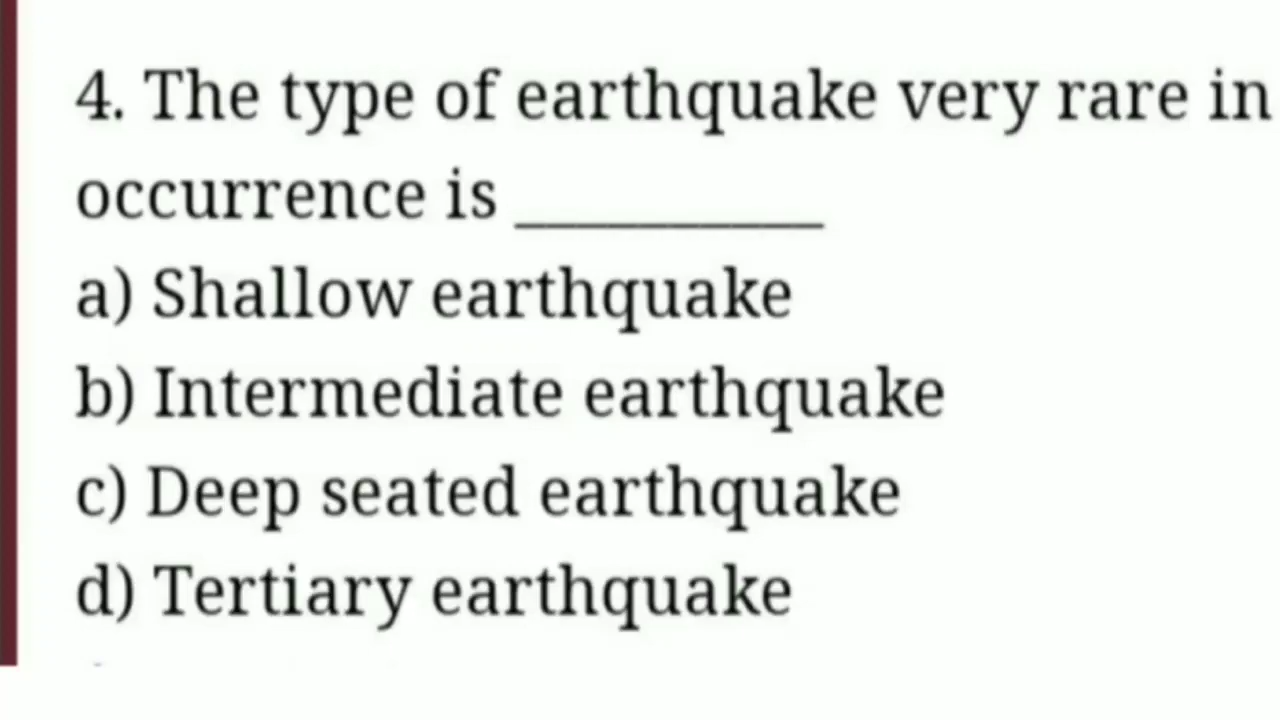 4. The type of earthquake very rare in
occurrence is __________
a) Shallow earthquake
b) Intermediate earthquake
c) Deep seated earthquake
d) Tertiary earthquake